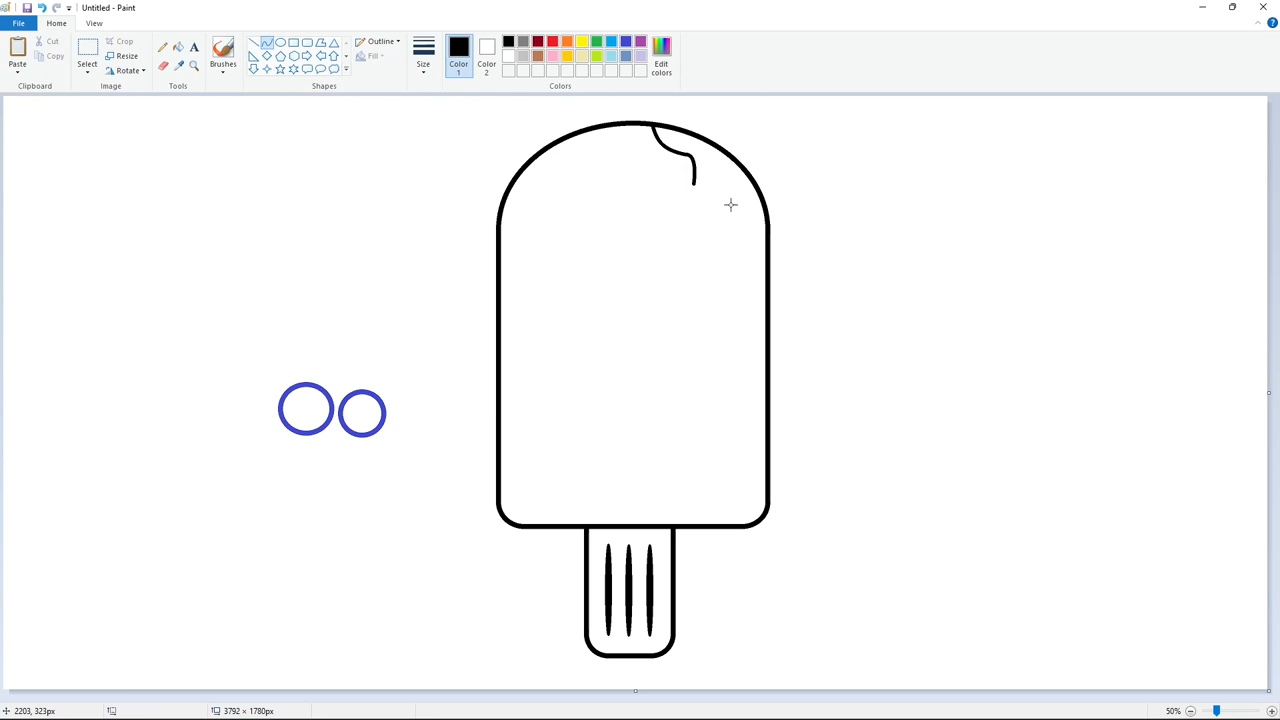 Untitled - Paint
File Home View
Paste
Cut
Copy
Clipboard
Select
Crop
Resize
Rotate
Image
A
Tools
Brushes
Outline
Fill
Shapes
Size
Color 1
Color 2
Edit colors
Colors
2203, 323px
3792 × 1780px
50%